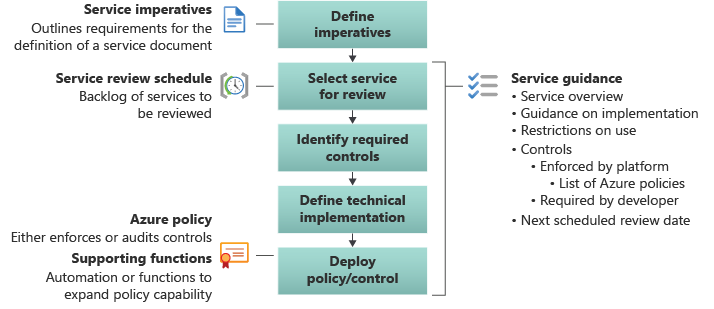 Service imperatives
Outlines requirements for the
definition of a service document
Define
imperatives
Service review schedule
Backlog of services to
be reviewed
Select service
for review
Identify required
controls
Define technical
implementation
Azure policy
Either enforces or audits controls
Supporting functions
Automation or functions to
expand policy capability
Deploy
policy/control
Service guidance
• Service overview
• Guidance on implementation
• Restrictions on use
• Controls
• Enforced by platform
• List of Azure policies
• Required by developer
• Next scheduled review date